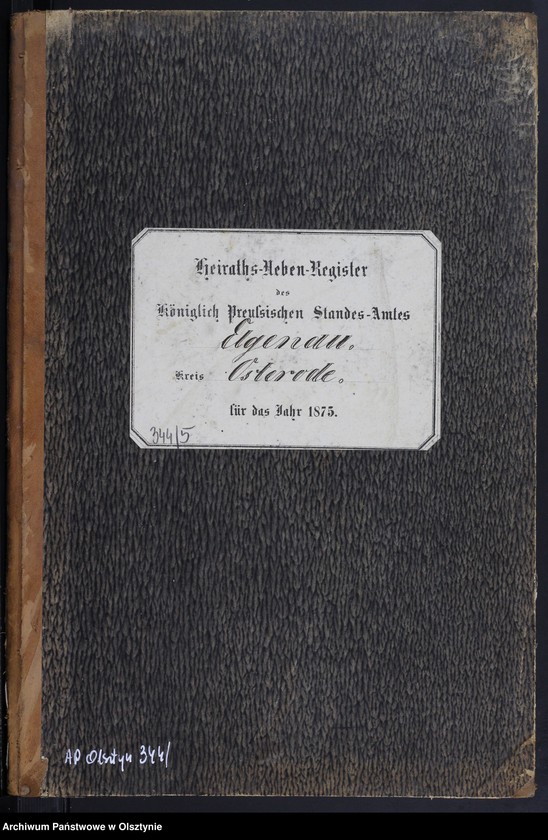 Heiraths-Neben-Register
des
Königlich Preußischen Standes-Amtes
Elgenau.
Kreis Osterode.
für das Jahr 1875.
344/5
AP Olsztyn 344/
Archiwum Państwowe w Olsztynie